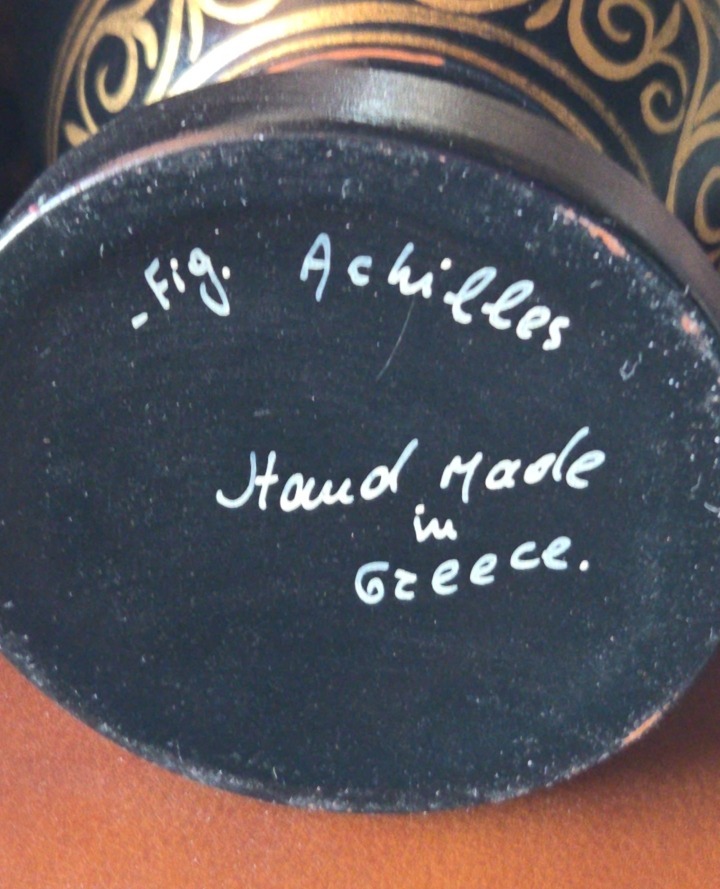 -Fig. Achilles
Hand Made
in
Greece.